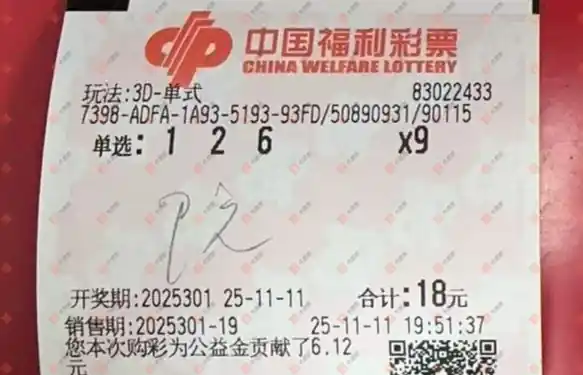 中国福利彩票
CHINA WELFARE LOTTERY
玩法:3D-单式 83022433
7398-ADFA-1A93-5193-93FD/50890931/90115
单选: 1 2 6 x9
开奖期:2025301 25-11-11 合计:18元
销售期:2025301-19 25-11-11 19:51:37
您本次购彩为公益金贡献了6.12
元